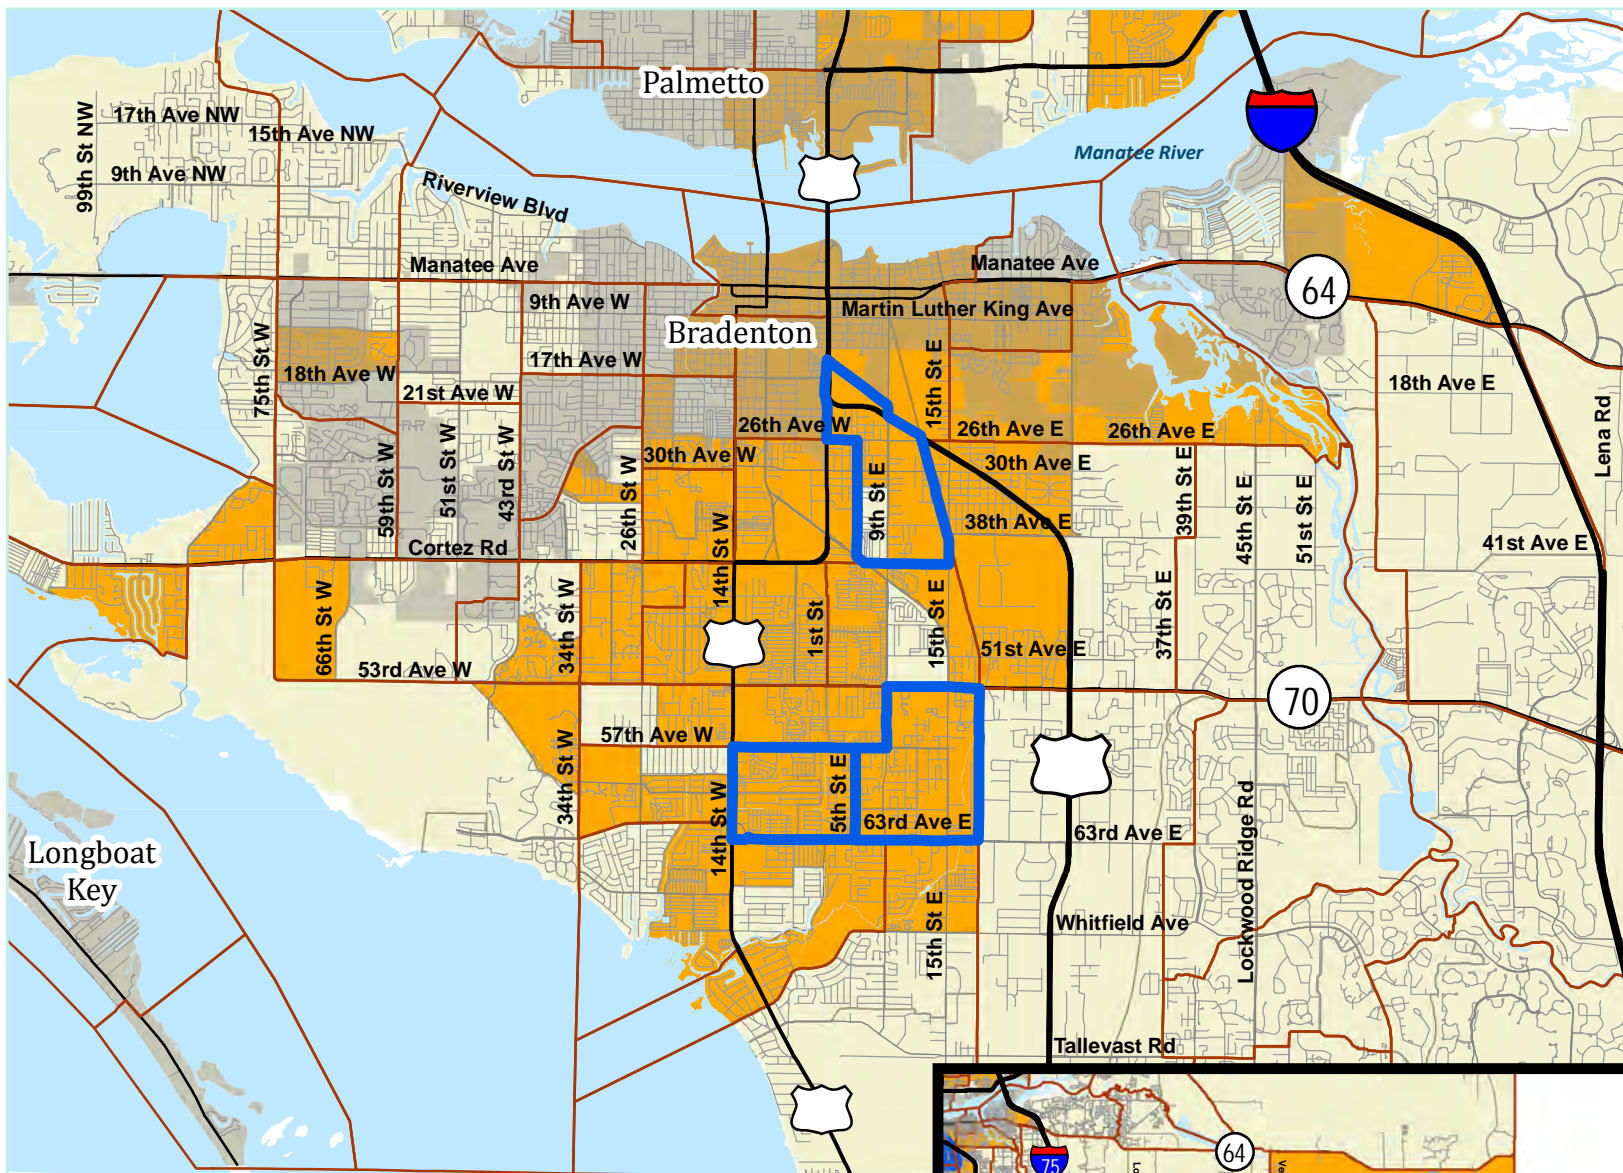 Palmetto
17th Ave NW
15th Ave NW
99th St NW
9th Ave NW
Manatee River
Riverview Blvd
Manatee Ave
Manatee Ave
64
9th Ave W
Martin Luther King Ave
Bradenton
75th St W
17th Ave W
15th St E
18th Ave W
18th Ave E
21st Ave W
Lena Rd
26th Ave W
26th Ave E
26th Ave E
59th St W
51st St W
43rd St W
26th St W
30th Ave W
30th Ave E
9th St E
39th St E
45th St E
51st St E
38th Ave E
Cortez Rd
14th St W
41st Ave E
66th St W
34th St W
1st St
15th St E
37th St E
51st Ave E
53rd Ave W
70
57th Ave W
34th St W
14th St W
5th St E
63rd Ave E
63rd Ave E
Lockwood Ridge Rd
Longboat
Key
15th St E
Whitfield Ave
Tallevast Rd
64
75
Lo
Ve